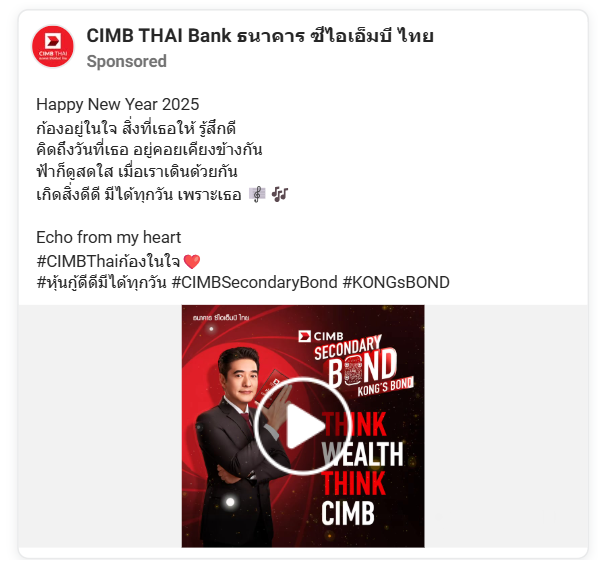 CIMB THAI Bank ธนาคาร ซีไอเอ็มบี ไทย
Sponsored
Happy New Year 2025
ก้องอยู่ในใจ สิ่งที่เธอให้ รู้สึกดี
คิดถึงวันที่เธอ อยู่คอยเคียงข้างกัน
ฟ้าก็ดูสดใส เมื่อเราเดินด้วยกัน
เกิดสิ่งดีดี มีได้ทุกวัน เพราะเธอ 🎼 🎶
Echo from my heart
#CIMBThaiก้องในใจ❤️
#หุ้นกู้ดีดีมีได้ทุกวัน #CIMBSecondaryBond #KONGsBOND
ธนาคาร ซีไอเอ็มบี ไทย
CIMB
SECONDARY
BOND
KONG'S BOND
THINK
WEALTH
THINK
CIMB
CIMB THAI